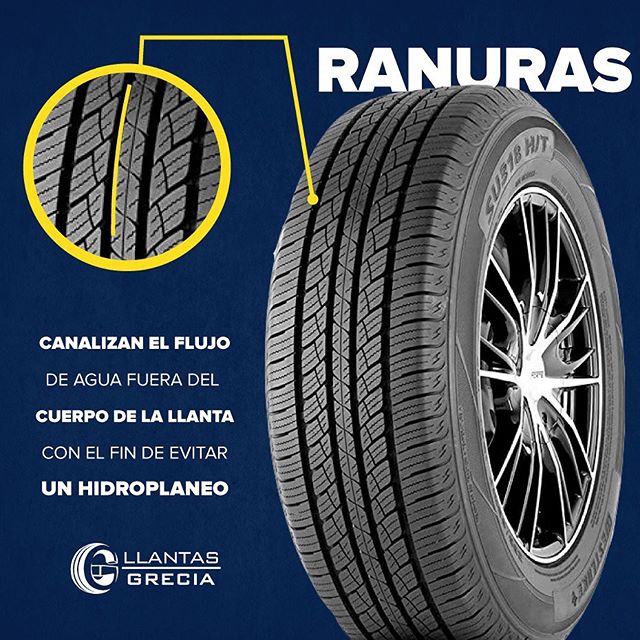 RANURAS
CANALIZAN EL FLUJO
DE AGUA FUERA DEL
CUERPO DE LA LLANTA
CON EL FIN DE EVITAR
UN HIDROPLANEO
LLANTAS
GRECIA
SU318 H/T